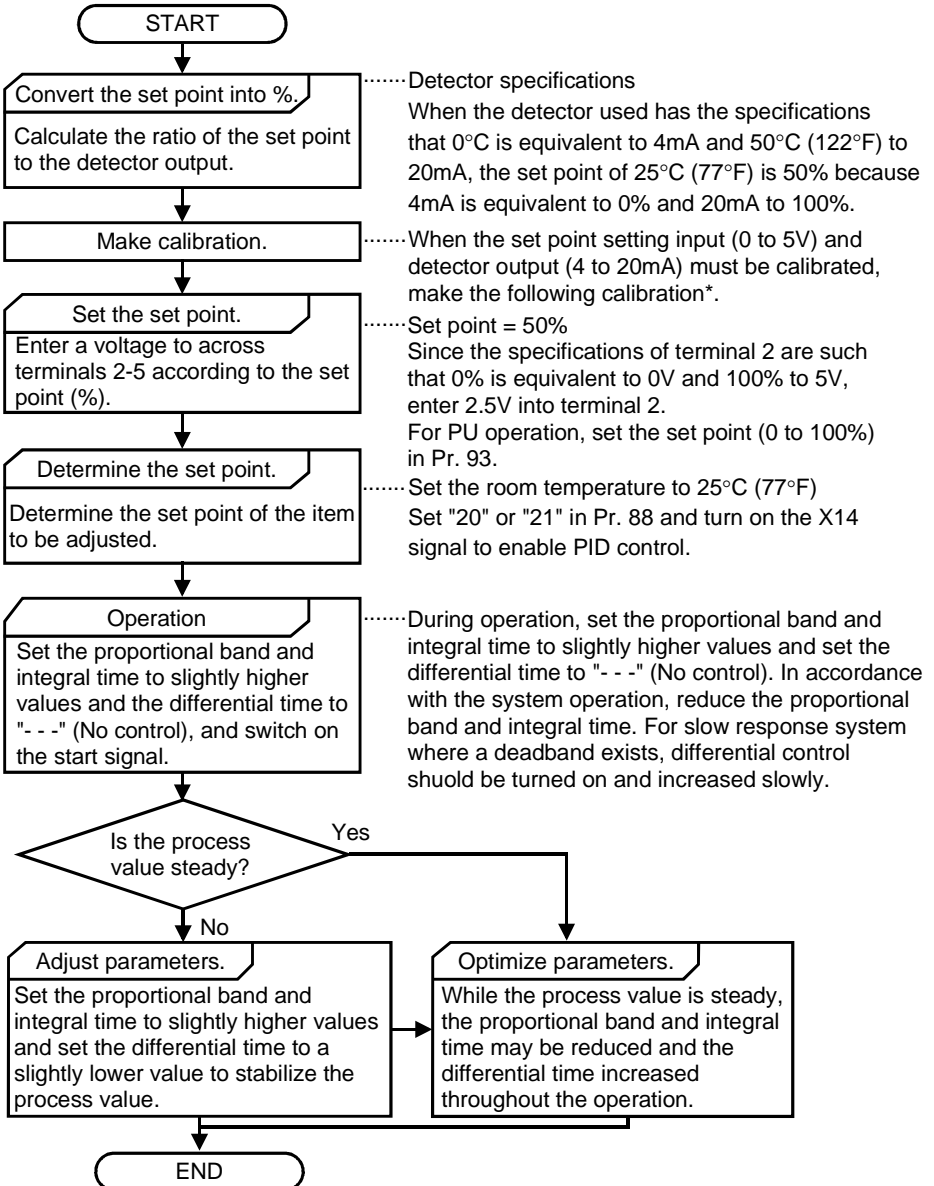 START
Convert the set point into %.
Calculate the ratio of the set point
to the detector output.
Detector specifications
When the detector used has the specifications
that 0°C is equivalent to 4mA and 50°C (122°F) to
20mA, the set point of 25°C (77°F) is 50% because
4mA is equivalent to 0% and 20mA to 100%.
Make calibration.
When the set point setting input (0 to 5V) and
detector output (4 to 20mA) must be calibrated,
make the following calibration*.
Set the set point.
Enter a voltage to across
terminals 2-5 according to the set
point (%).
Set point = 50%
Since the specifications of terminal 2 are such
that 0% is equivalent to 0V and 100% to 5V,
enter 2.5V into terminal 2.
For PU operation, set the set point (0 to 100%)
in Pr. 93.
Determine the set point.
Determine the set point of the item
to be adjusted.
Set the room temperature to 25°C (77°F)
Set "20" or "21" in Pr. 88 and turn on the X14
signal to enable PID control.
Operation
Set the proportional band and
integral time to slightly higher
values and the differential time to
"- - -" (No control), and switch on
the start signal.
During operation, set the proportional band and
integral time to slightly higher values and set the
differential time to "- - -" (No control). In accordance
with the system operation, reduce the proportional
band and integral time. For slow response system
where a deadband exists, differential control
shuold be turned on and increased slowly.
Is the process
value steady?
Yes
No
Adjust parameters.
Set the proportional band and
integral time to slightly higher values
and set the differential time to a
slightly lower value to stabilize the
process value.
Optimize parameters.
While the process value is steady,
the proportional band and integral
time may be reduced and the
differential time increased
throughout the operation.
END